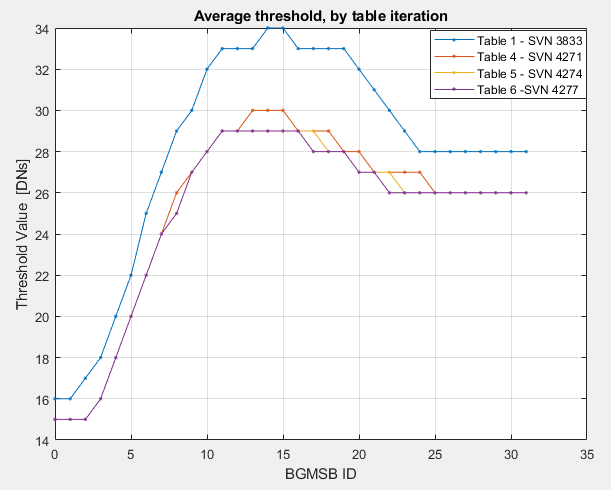 Average threshold, by table iteration
Table 1 - SVN 3833
Table 4 - SVN 4271
Table 5 - SVN 4274
Table 6 -SVN 4277
Threshold Value [DNs]
34
32
30
28
26
24
22
20
18
16
14
0 5 10 15 20 25 30 35
BGMSB ID